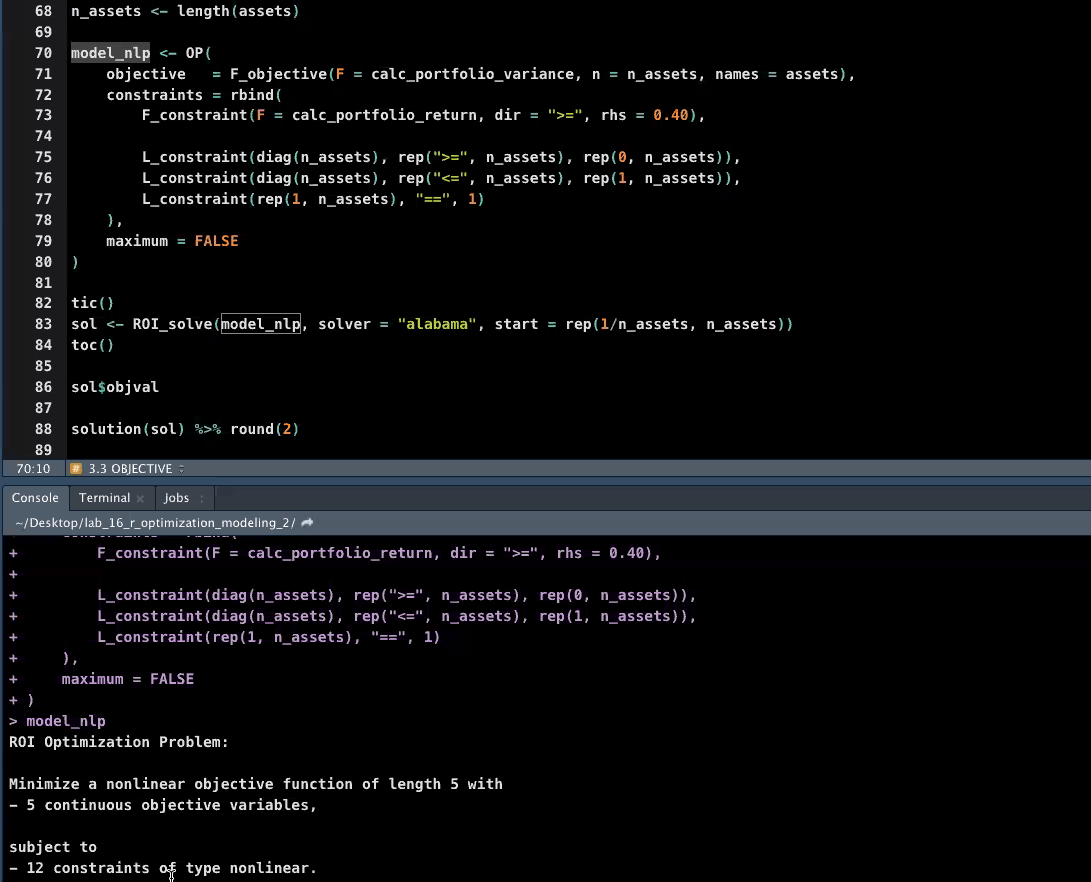 68 n_assets <- length(assets)
69
70 model_nlp <- OP(
71     objective   = F_objective(F = calc_portfolio_variance, n = n_assets, names = assets),
72     constraints = rbind(
73         F_constraint(F = calc_portfolio_return, dir = ">=", rhs = 0.40),
74
75         L_constraint(diag(n_assets), rep(">=", n_assets), rep(0, n_assets)),
76         L_constraint(diag(n_assets), rep("<=", n_assets), rep(1, n_assets)),
77         L_constraint(rep(1, n_assets), "==", 1)
78     ),
79     maximum = FALSE
80 )
81
82 tic()
83 sol <- ROI_solve(model_nlp, solver = "alabama", start = rep(1/n_assets, n_assets))
84 toc()
85
86 sol$objval
87
88 solution(sol) %>% round(2)
89
70:10 # 3.3 OBJECTIVE
Console Terminal × Jobs
~/Desktop/lab_16_r_optimization_modeling_2/
+         F_constraint(F = calc_portfolio_return, dir = ">=", rhs = 0.40),
+
+         L_constraint(diag(n_assets), rep(">=", n_assets), rep(0, n_assets)),
+         L_constraint(diag(n_assets), rep("<=", n_assets), rep(1, n_assets)),
+         L_constraint(rep(1, n_assets), "==", 1)
+     ),
+     maximum = FALSE
+ )
> model_nlp
ROI Optimization Problem:
Minimize a nonlinear objective function of length 5 with
- 5 continuous objective variables,
subject to
- 12 constraints of type nonlinear.